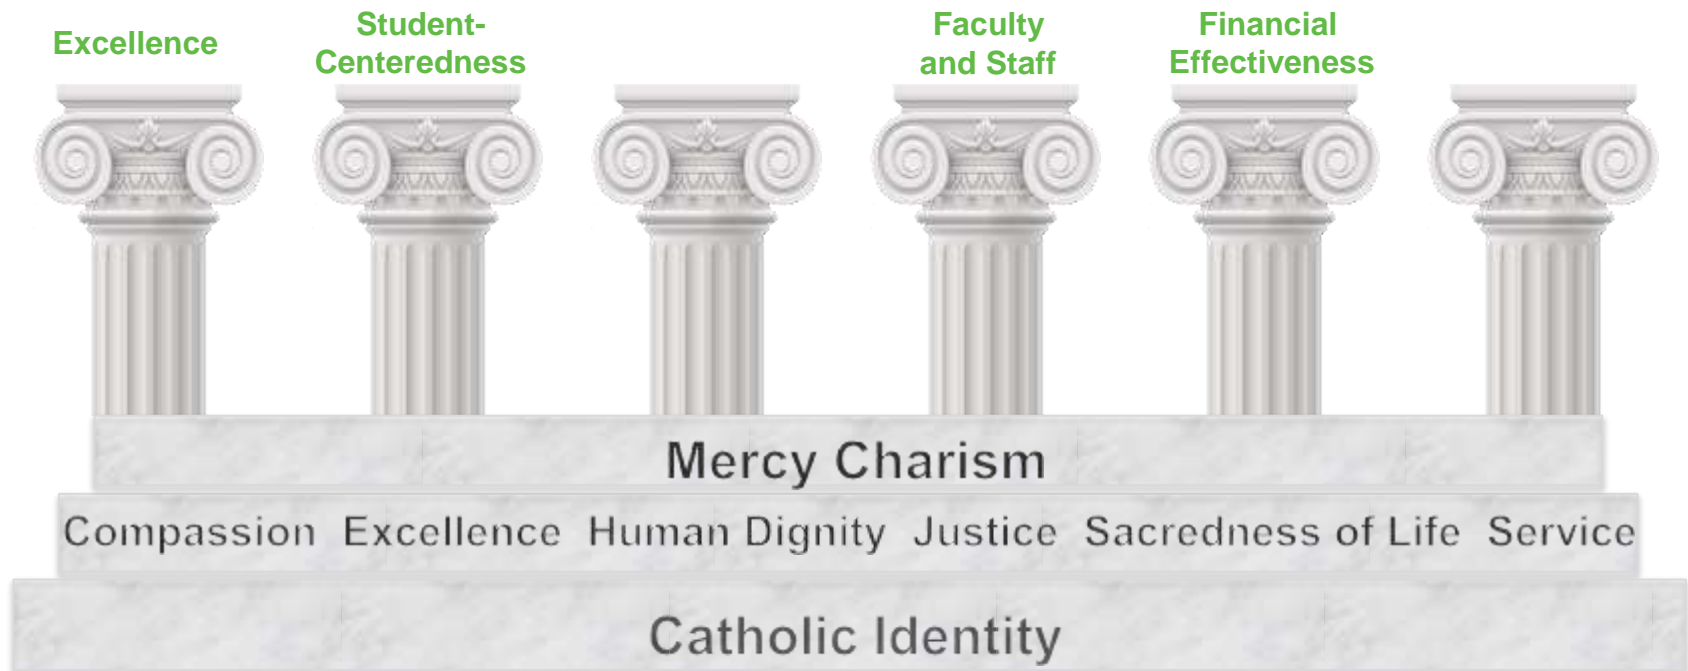 Excellence
Student-
Centeredness
Faculty
and Staff
Financial
Effectiveness
Mercy Charism
Compassion Excellence Human Dignity Justice Sacredness of Life Service
Catholic Identity